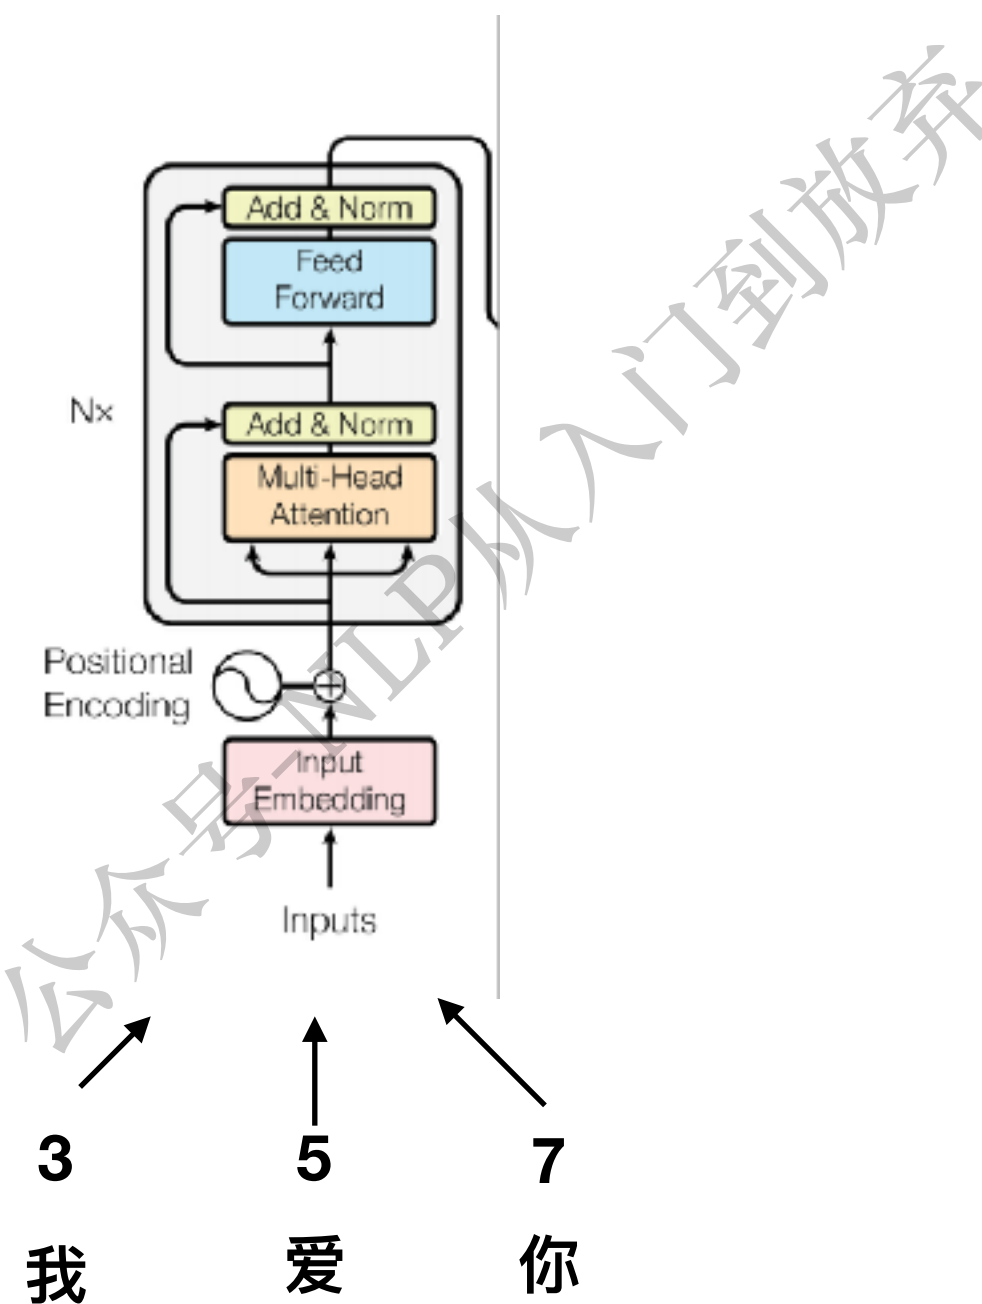 Add & Norm
Feed
Forward
Nx
Add & Norm
Multi-Head
Attention
Positional
Encoding
Input
Embedding
Inputs
3 5 7
我 爱 你
公众号-NLP从入门到放弃